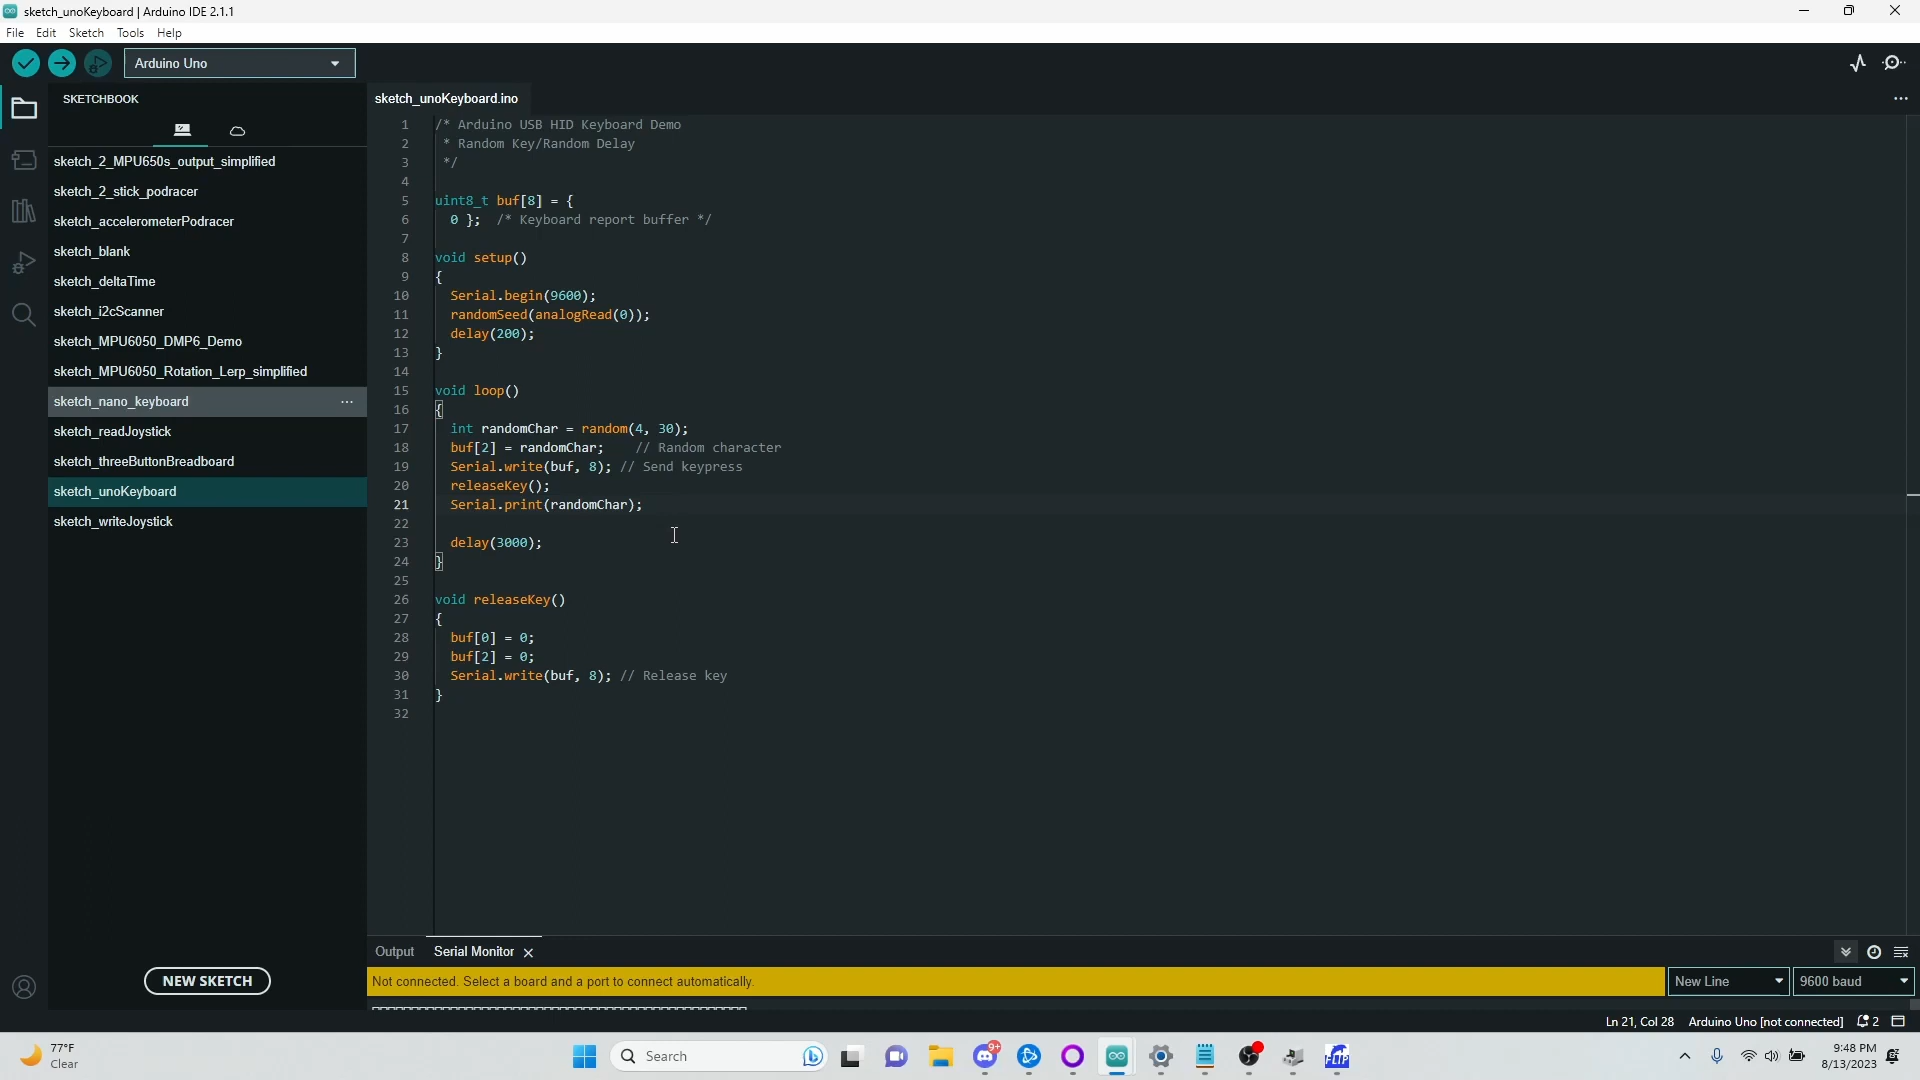 sketch_unoKeyboard | Arduino IDE 2.1.1
File Edit Sketch Tools Help
Arduino Uno
SKETCHBOOK
sketch_2_MPU650s_output_simplified
sketch_2_stick_podracer
sketch_accelerometerPodracer
sketch_blank
sketch_deltaTime
sketch_i2cScanner
sketch_MPU6050_DMP6_Demo
sketch_MPU6050_Rotation_Lerp_simplified
sketch_nano_keyboard ...
sketch_readJoystick
sketch_threeButtonBreadboard
sketch_unoKeyboard
sketch_writeJoystick
NEW SKETCH
sketch_unoKeyboard.ino
1 /* Arduino USB HID Keyboard Demo
2 * Random Key/Random Delay
3 */
4
5 uint8_t buf[8] = {
6 0 }; /* Keyboard report buffer */
7
8 void setup()
9 {
10 Serial.begin(9600);
11 randomSeed(analogRead(0));
12 delay(200);
13 }
14
15 void loop()
16 {
17 int randomChar = random(4, 30);
18 buf[2] = randomChar; // Random character
19 Serial.write(buf, 8); // Send keypress
20 releaseKey();
21 Serial.print(randomChar);
22
23 delay(3000);
24 }
25
26 void releaseKey()
27 {
28 buf[0] = 0;
29 buf[2] = 0;
30 Serial.write(buf, 8); // Release key
31 }
32
Output Serial Monitor
Not connected. Select a board and a port to connect automatically.
New Line 9600 baud
Ln 21, Col 28 Arduino Uno [not connected] 2
77°F
Clear
Search
9+
FLIP
9:48 PM
8/13/2023